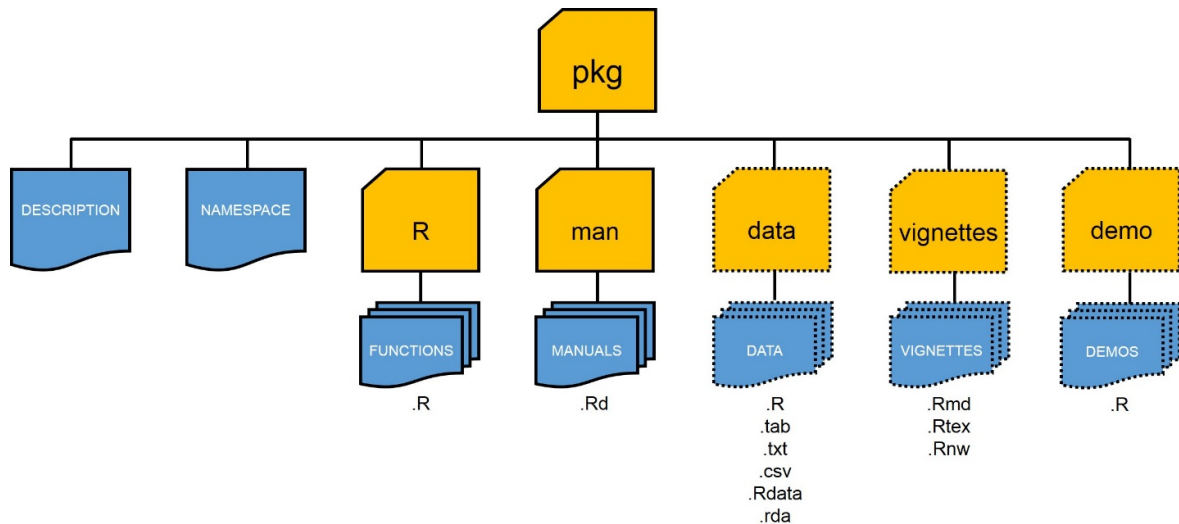 pkg
DESCRIPTION
NAMESPACE
R
man
data
vignettes
demo
FUNCTIONS
MANUALS
DATA
VIGNETTES
DEMOS
.R
.Rd
.R
.tab
.txt
.csv
.Rdata
.rda
.Rmd
.Rtex
.Rnw
.R